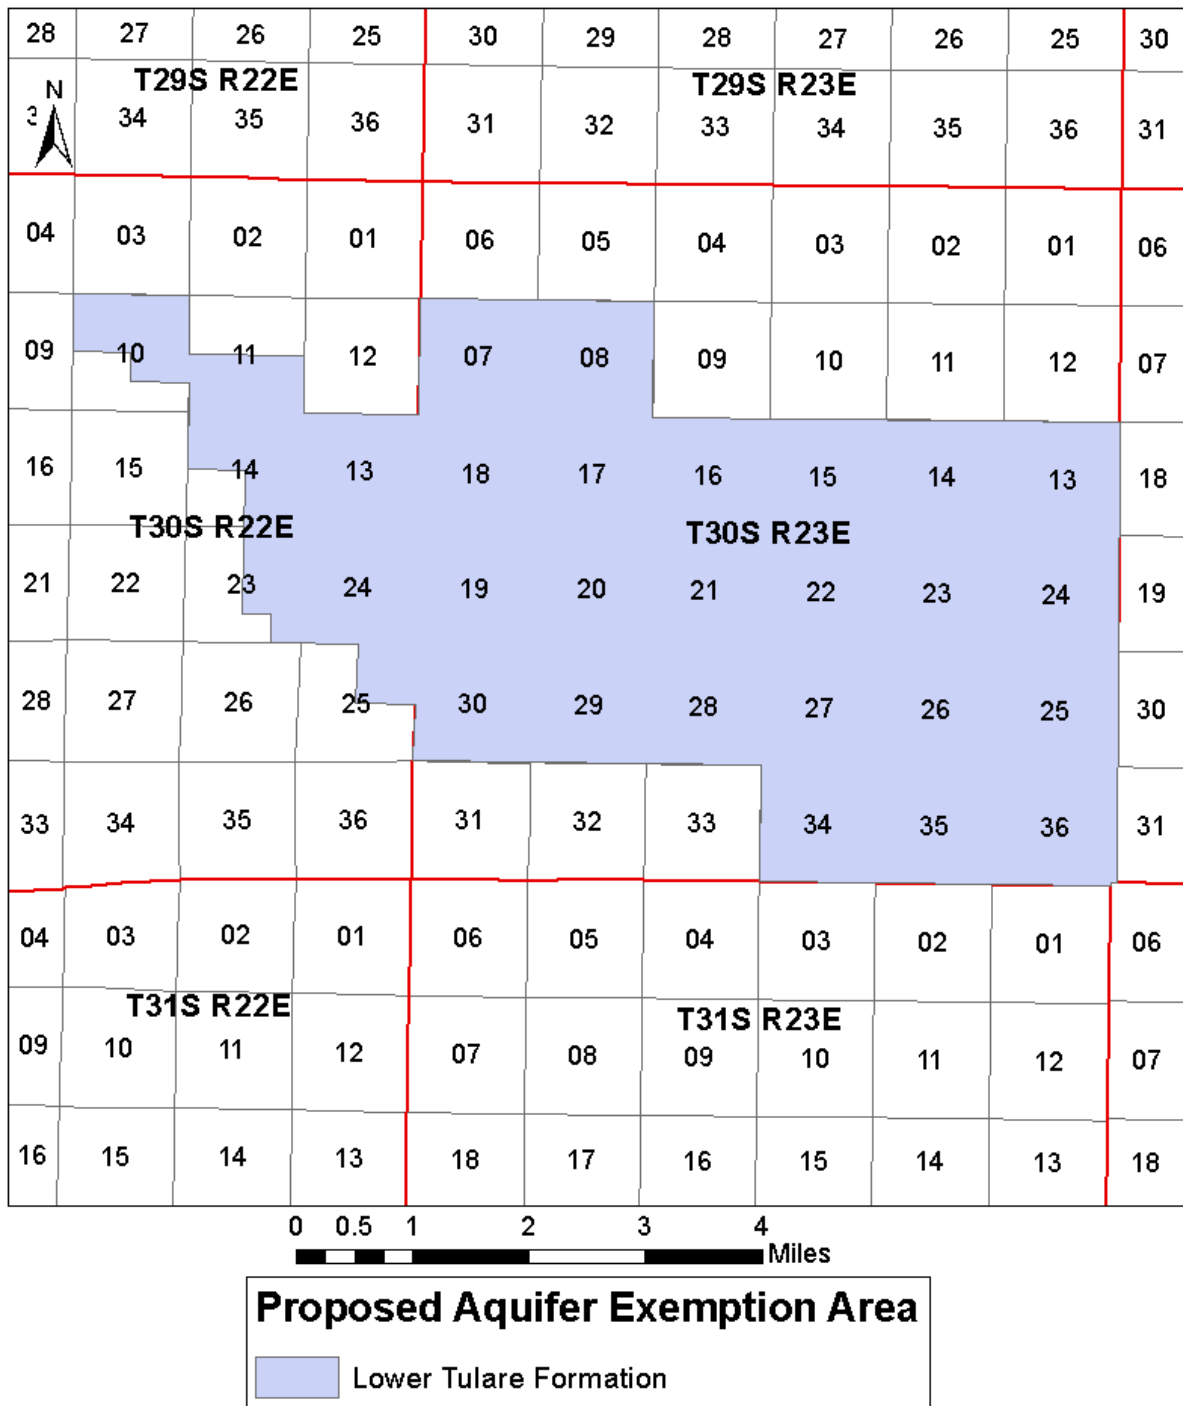 28 27 26 25 30 29 28 27 26 25 30
T29S R22E T29S R23E
N
34 35 36 31 32 33 34 35 36 31
04 03 02 01 06 05 04 03 02 01 06
09 10 11 12 07 08 09 10 11 12 07
16 15 14 13 18 17 16 15 14 13 18
T30S R22E T30S R23E
21 22 23 24 19 20 21 22 23 24 19
28 27 26 25 30 29 28 27 26 25 30
33 34 35 36 31 32 33 34 35 36 31
04 03 02 01 06 05 04 03 02 01 06
T31S R22E T31S R23E
09 10 11 12 07 08 09 10 11 12 07
16 15 14 13 18 17 16 15 14 13 18
0 0.5 1 2 3 4
Miles
Proposed Aquifer Exemption Area
Lower Tulare Formation